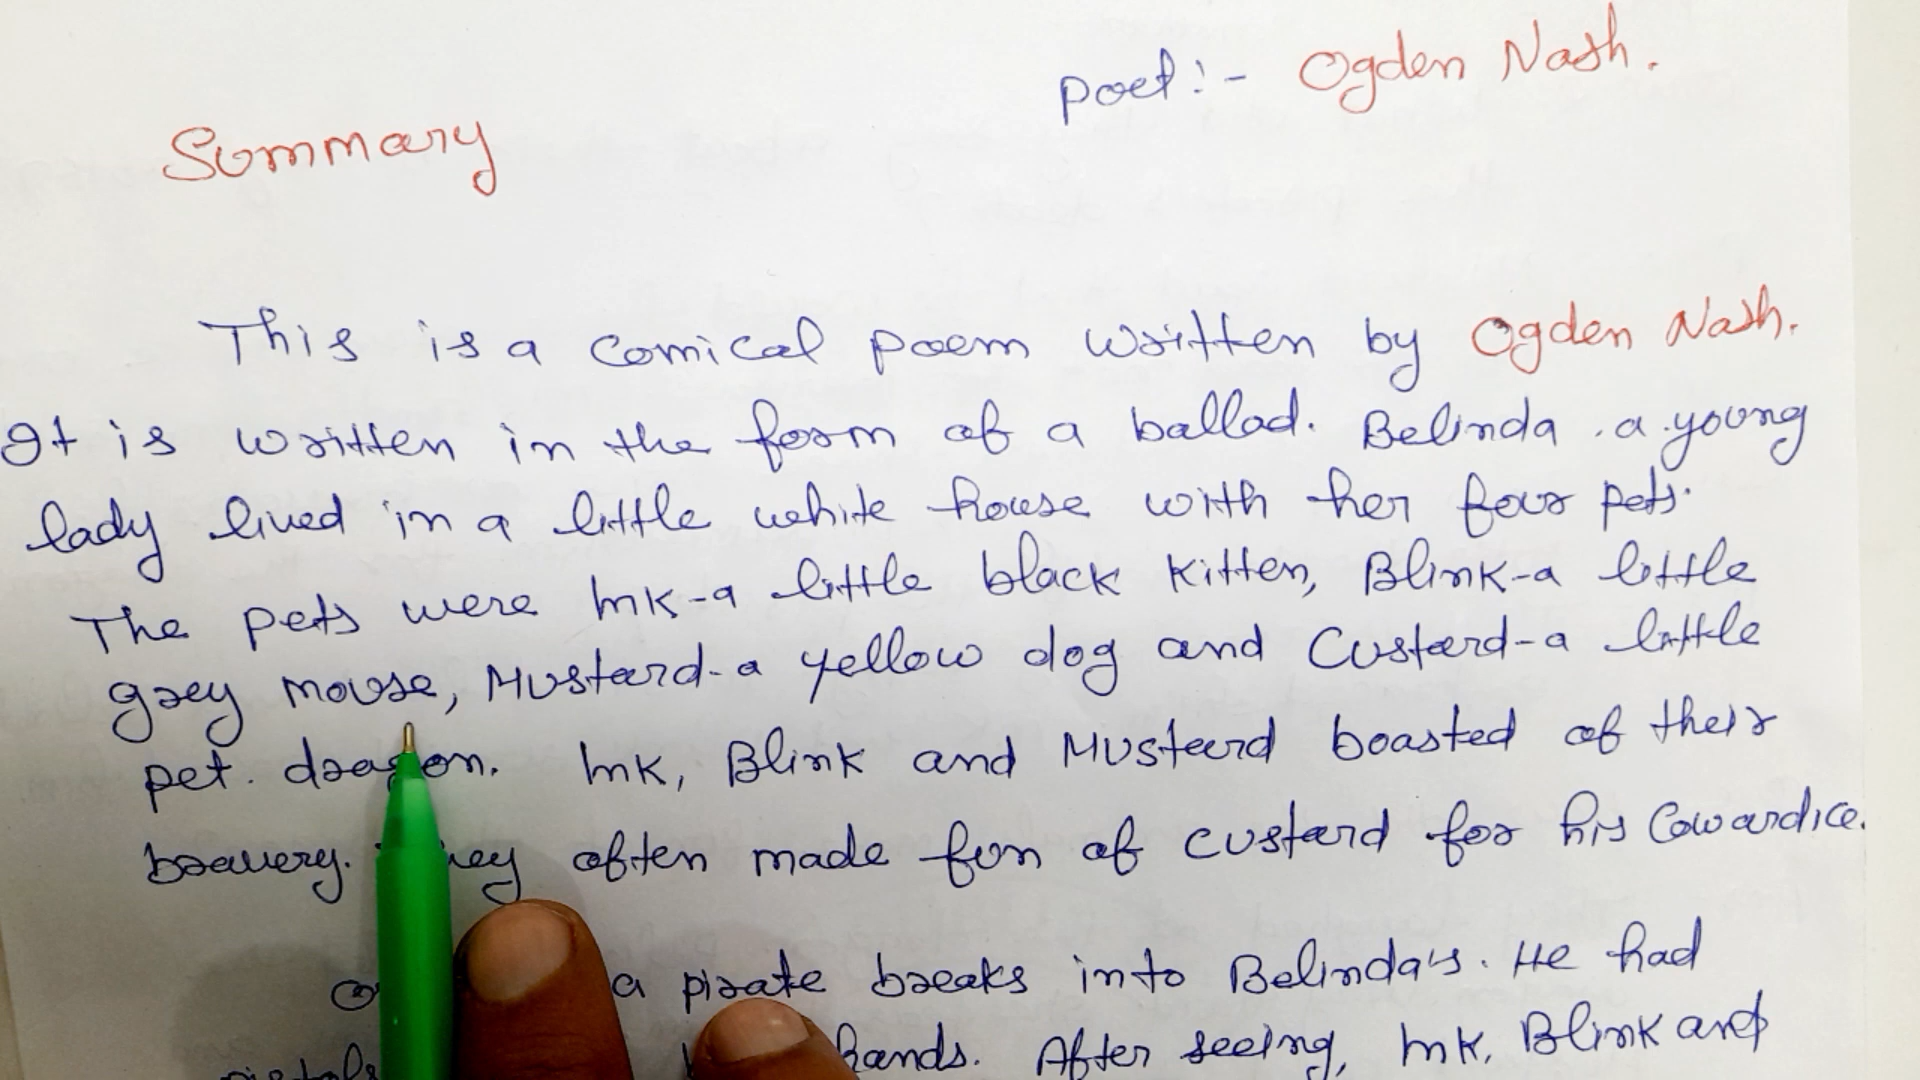 Poet:- Ogden Nash.
Summary
This is a comical poem written by Ogden Nash.
It is written in the form of a ballad. Belinda . a . young
lady lived in a little white house with her four pets.
The pets were Ink-a little black kitten, Blink-a little
grey mouse, Mustard-a yellow dog and Custard-a little
pet. dragon. Ink, Blink and Mustard boasted of their
bravery. often made fun of custard for his Cowardice.
a pirate breaks into Belinda's. He had
hands. After seeing, Ink, Blink and